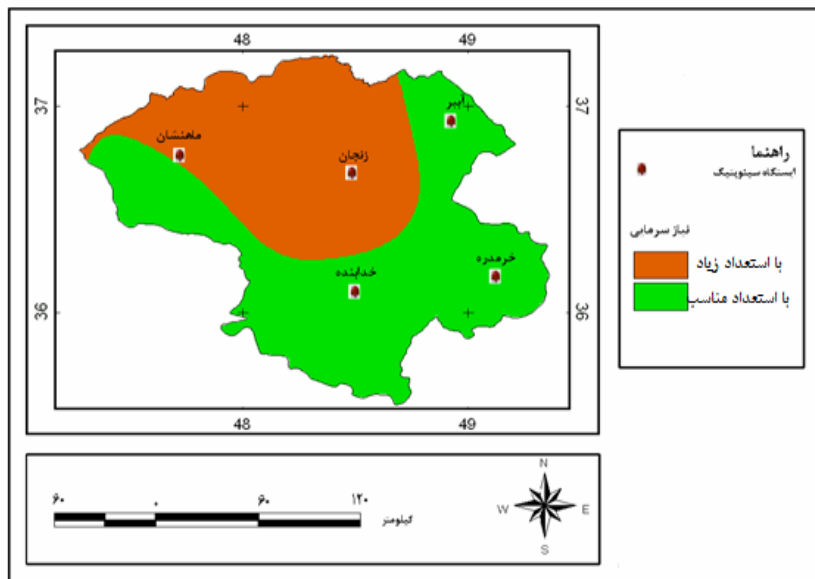 48 49
37 37
آببر
ماهنشان
زنجان
خرمدره
خدابنده
36 36
48 49
راهنما
ایستگاه سینوپتیک
نیاز سرمایی
با استعداد زیاد
با استعداد مناسب
۶۰ ۰ ۶۰ ۱۲۰
کیلومتر
N
W E
S